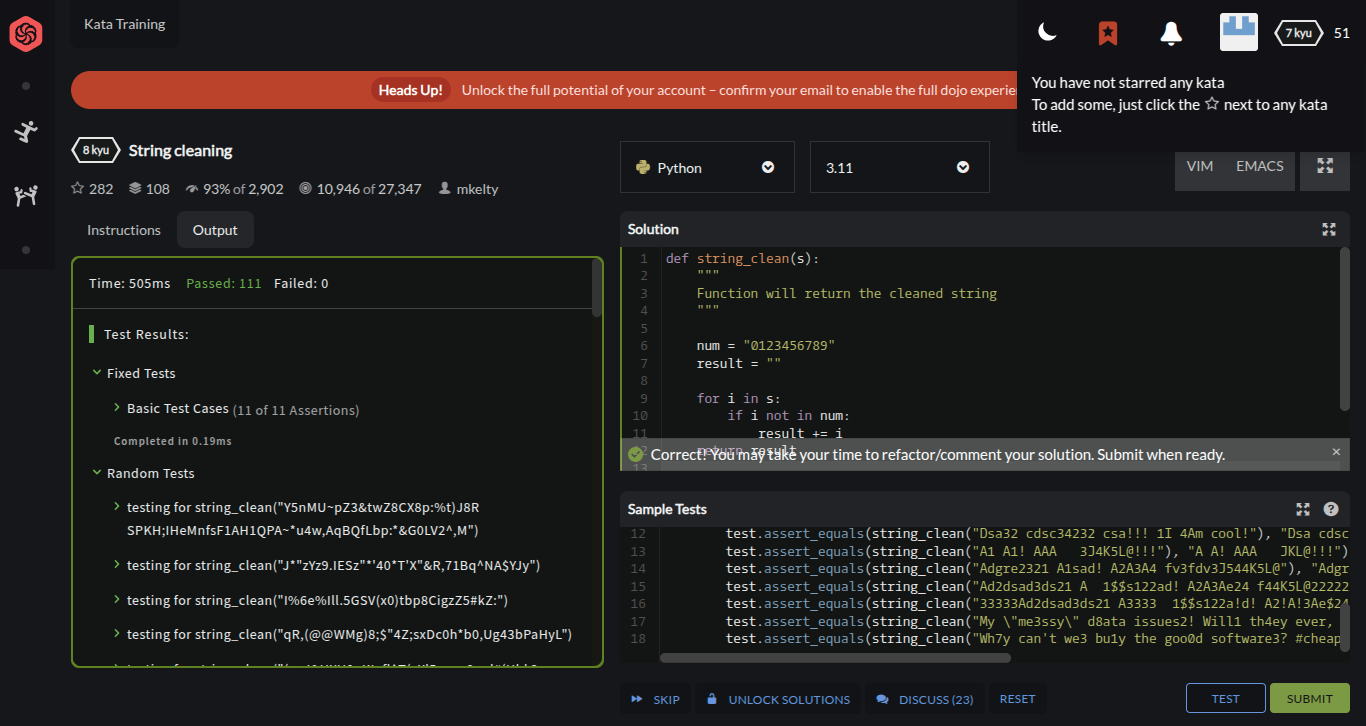 Kata Training
7 kyu 51
Heads Up! Unlock the full potential of your account – confirm your email to enable the full dojo experie
You have not starred any kata
To add some, just click the ☆ next to any kata
title.
8 kyu String cleaning
282 108 93% of 2,902 10,946 of 27,347 mkelty
Python 3.11
VIM EMACS
Instructions Output
Time: 505ms Passed: 111 Failed: 0
Test Results:
Fixed Tests
Basic Test Cases (11 of 11 Assertions)
Completed in 0.19ms
Random Tests
testing for string_clean("Y5nMU~pZ3&twZ8CX8p:%t)J8R
SPKH;IHeMnfsF1AH1QPA~*u4w,AqBQfLbp:*&G0LV2^,M")
testing for string_clean("J*"zYz9.IESz"*'40*T'X"&R,71Bq^NA$YJy")
testing for string_clean("I%6e%Ill.5GSV(x0)tbp8CigzZ5#kZ:")
testing for string_clean("qR,(@@WMg)8;$"4Z;sxDc0h*b0,Ug43bPaHyL")
Solution
1 def string_clean(s):
2 """
3 Function will return the cleaned string
4 """
5
6 num = "0123456789"
7 result = ""
8
9 for i in s:
10 if i not in num:
11 result += i
12 return result
13
Correct! You may take your time to refactor/comment your solution. Submit when ready. ×
Sample Tests
12 test.assert_equals(string_clean("Dsa32 cdsc34232 csa!!! 1I 4Am cool!"), "Dsa cdsc
13 test.assert_equals(string_clean("A1 A1! AAA   3J4K5L@!!!"), "A A! AAA   JKL@!!!")
14 test.assert_equals(string_clean("Adgre2321 A1sad! A2A3A4 fv3fdv3J544K5L@"), "Adgr
15 test.assert_equals(string_clean("Ad2dsad3ds21 A  1$$s122ad! A2A3Ae24 f44K5L@22222
16 test.assert_equals(string_clean("33333Ad2dsad3ds21 A3333  1$$s122a!d! A2!A!3Ae$24
17 test.assert_equals(string_clean("My \"me3ssy\" d8ata issues2! Will1 th4ey ever,
18 test.assert_equals(string_clean("Wh7y can't we3 bu1y the goo0d software3? #cheap
SKIP UNLOCK SOLUTIONS DISCUSS (23) RESET TEST SUBMIT